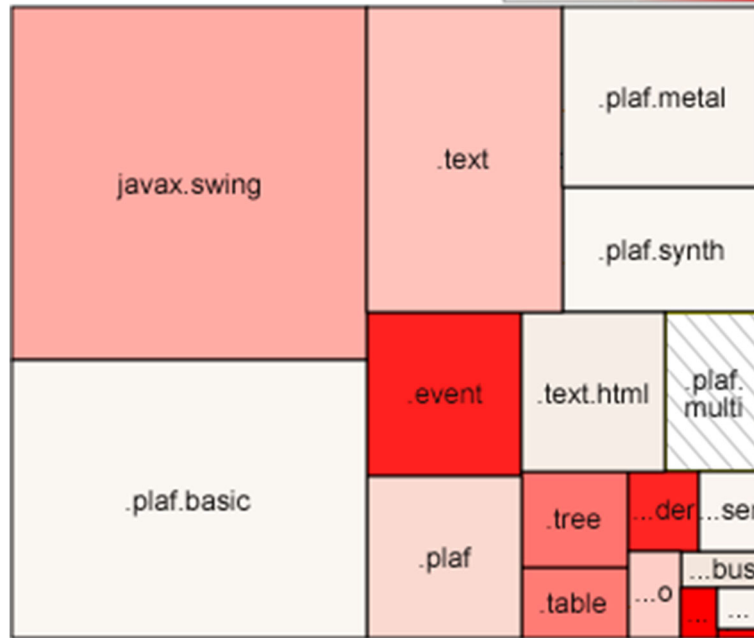 javax.swing
.text
.plaf.metal
.plaf.synth
.event
.text.html
.plaf.
multi
.plaf.basic
.plaf
.tree
...der
...ser
.table
...o
...bus
...
...